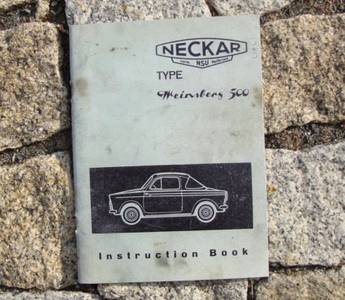 NECKAR
NSU
TYPE
Weinsberg 500
Instruction Book